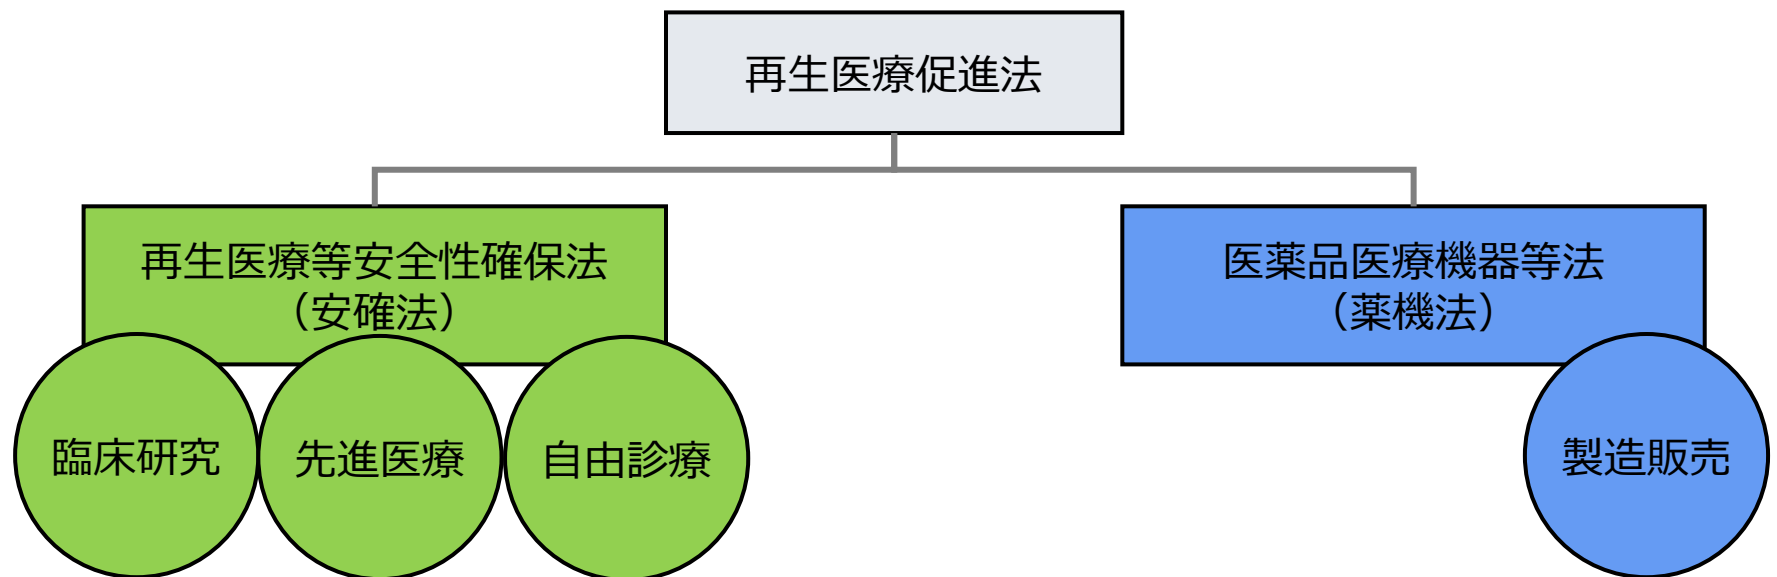 再生医療促進法
再生医療等安全性確保法
（安確法）
医薬品医療機器等法
（薬機法）
臨床研究
先進医療
自由診療
製造販売